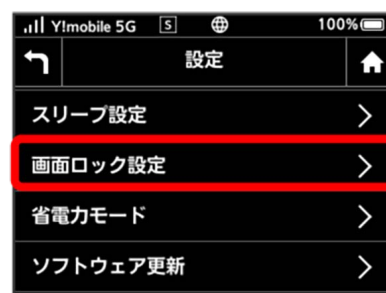 Y!mobile 5G S 100%
設定
スリープ設定
画面ロック設定
省電力モード
ソフトウェア更新